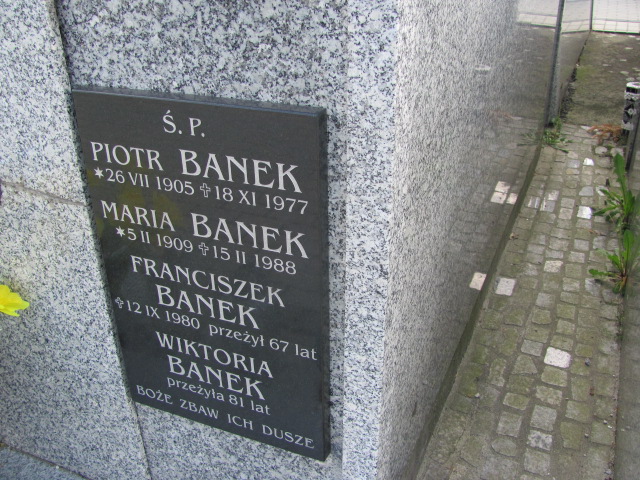 Ś. P.
PIOTR BANEK
*26 VII 1905 ✝18 XI 1977
MARIA BANEK
*5 II 1909 ✝15 II 1988
FRANCISZEK
BANEK
✝12 IX 1980 przeżył 67 lat
WIKTORIA
BANEK
przeżyła 81 lat
BOŻE ZBAW ICH DUSZE